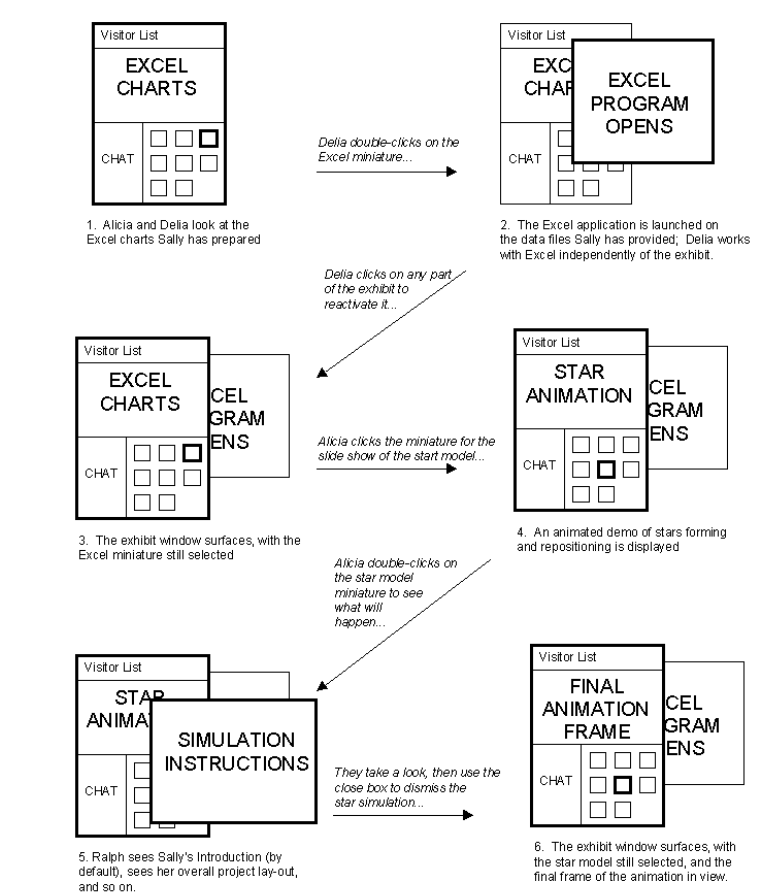 Visitor List
EXCEL
CHARTS
CHAT
1. Alicia and Delia look at the
Excel charts Sally has prepared
Delia double-clicks on the
Excel miniature...
Visitor List
EXC
CHAR
CHAT
EXCEL
PROGRAM
OPENS
2. The Excel application is launched on
the data files Sally has provided; Delia works
with Excel independently of the exhibit.
Delia clicks on any part
of the exhibit to
reactivate it...
Visitor List
EXCEL
CHARTS
CHAT
CEL
GRAM
ENS
3. The exhibit window surfaces, with the
Excel miniature still selected
Alicia clicks the miniature for the
slide show of the start model...
Visitor List
STAR
ANIMATION
CHAT
CEL
GRAM
ENS
4. An animated demo of stars forming
and repositioning is displayed
Alicia double-clicks on
the star model
miniature to see
what will
happen...
Visitor List
STAR
ANIMA
CHAT
SIMULATION
INSTRUCTIONS
5. Ralph sees Sally's Introduction (by
default), sees her overall project lay-out,
and so on.
They take a look, then use the
close box to dismiss the
star simulation...
Visitor List
FINAL
ANIMATION
FRAME
CHAT
CEL
GRAM
ENS
6. The exhibit window surfaces, with
the star model still selected, and the
final frame of the animation in view.